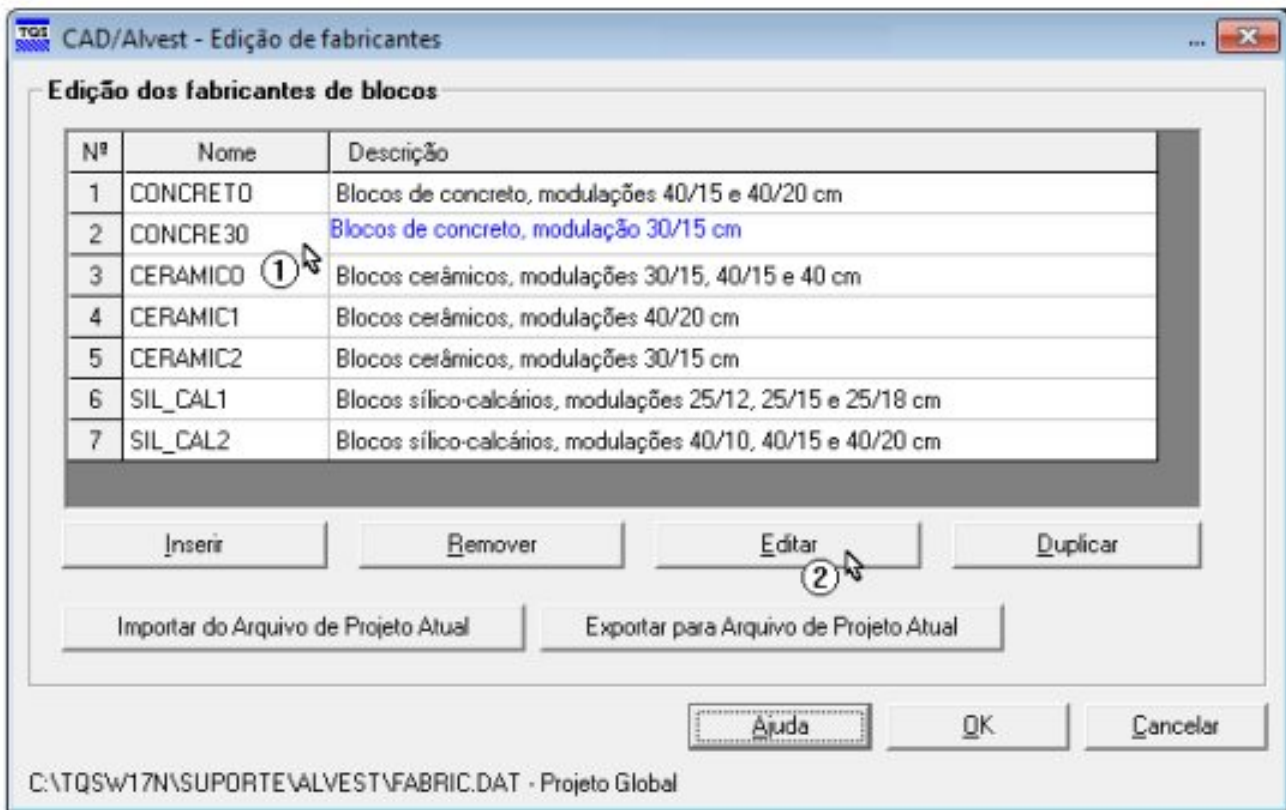 TQS CAD/Alvest - Edição de fabricantes ...
Edição dos fabricantes de blocos
Nº Nome Descrição
1 CONCRETO Blocos de concreto, modulações 40/15 e 40/20 cm
2 CONCRE30 Blocos de concreto, modulação 30/15 cm
3 CERAMICO 1 Blocos cerâmicos, modulações 30/15, 40/15 e 40 cm
4 CERAMIC1 Blocos cerâmicos, modulações 40/20 cm
5 CERAMIC2 Blocos cerâmicos, modulações 30/15 cm
6 SIL_CAL1 Blocos sílico-calcários, modulações 25/12, 25/15 e 25/18 cm
7 SIL_CAL2 Blocos sílico-calcários, modulações 40/10, 40/15 e 40/20 cm
Inserir Remover Editar Duplicar
2
Importar do Arquivo de Projeto Atual Exportar para Arquivo de Projeto Atual
Ajuda OK Cancelar
C:\TQSW17N\SUPORTE\ALVEST\FABRIC.DAT - Projeto Global